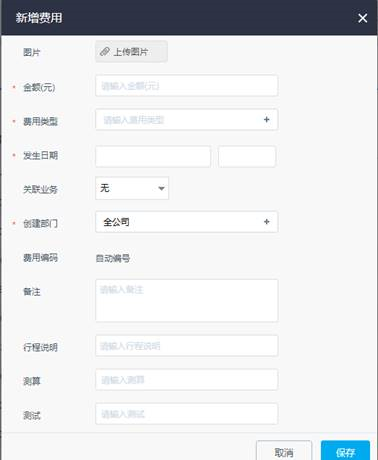 新增费用
图片 上传图片
* 金额(元) 请输入金额(元)
* 费用类型 请输入费用类型 +
* 发生日期
关联业务 无
* 创建部门 全公司 +
费用编码 自动编号
备注 请输入备注
行程说明 请输入行程说明
测算 请输入测算
测试 请输入测试
取消 保存